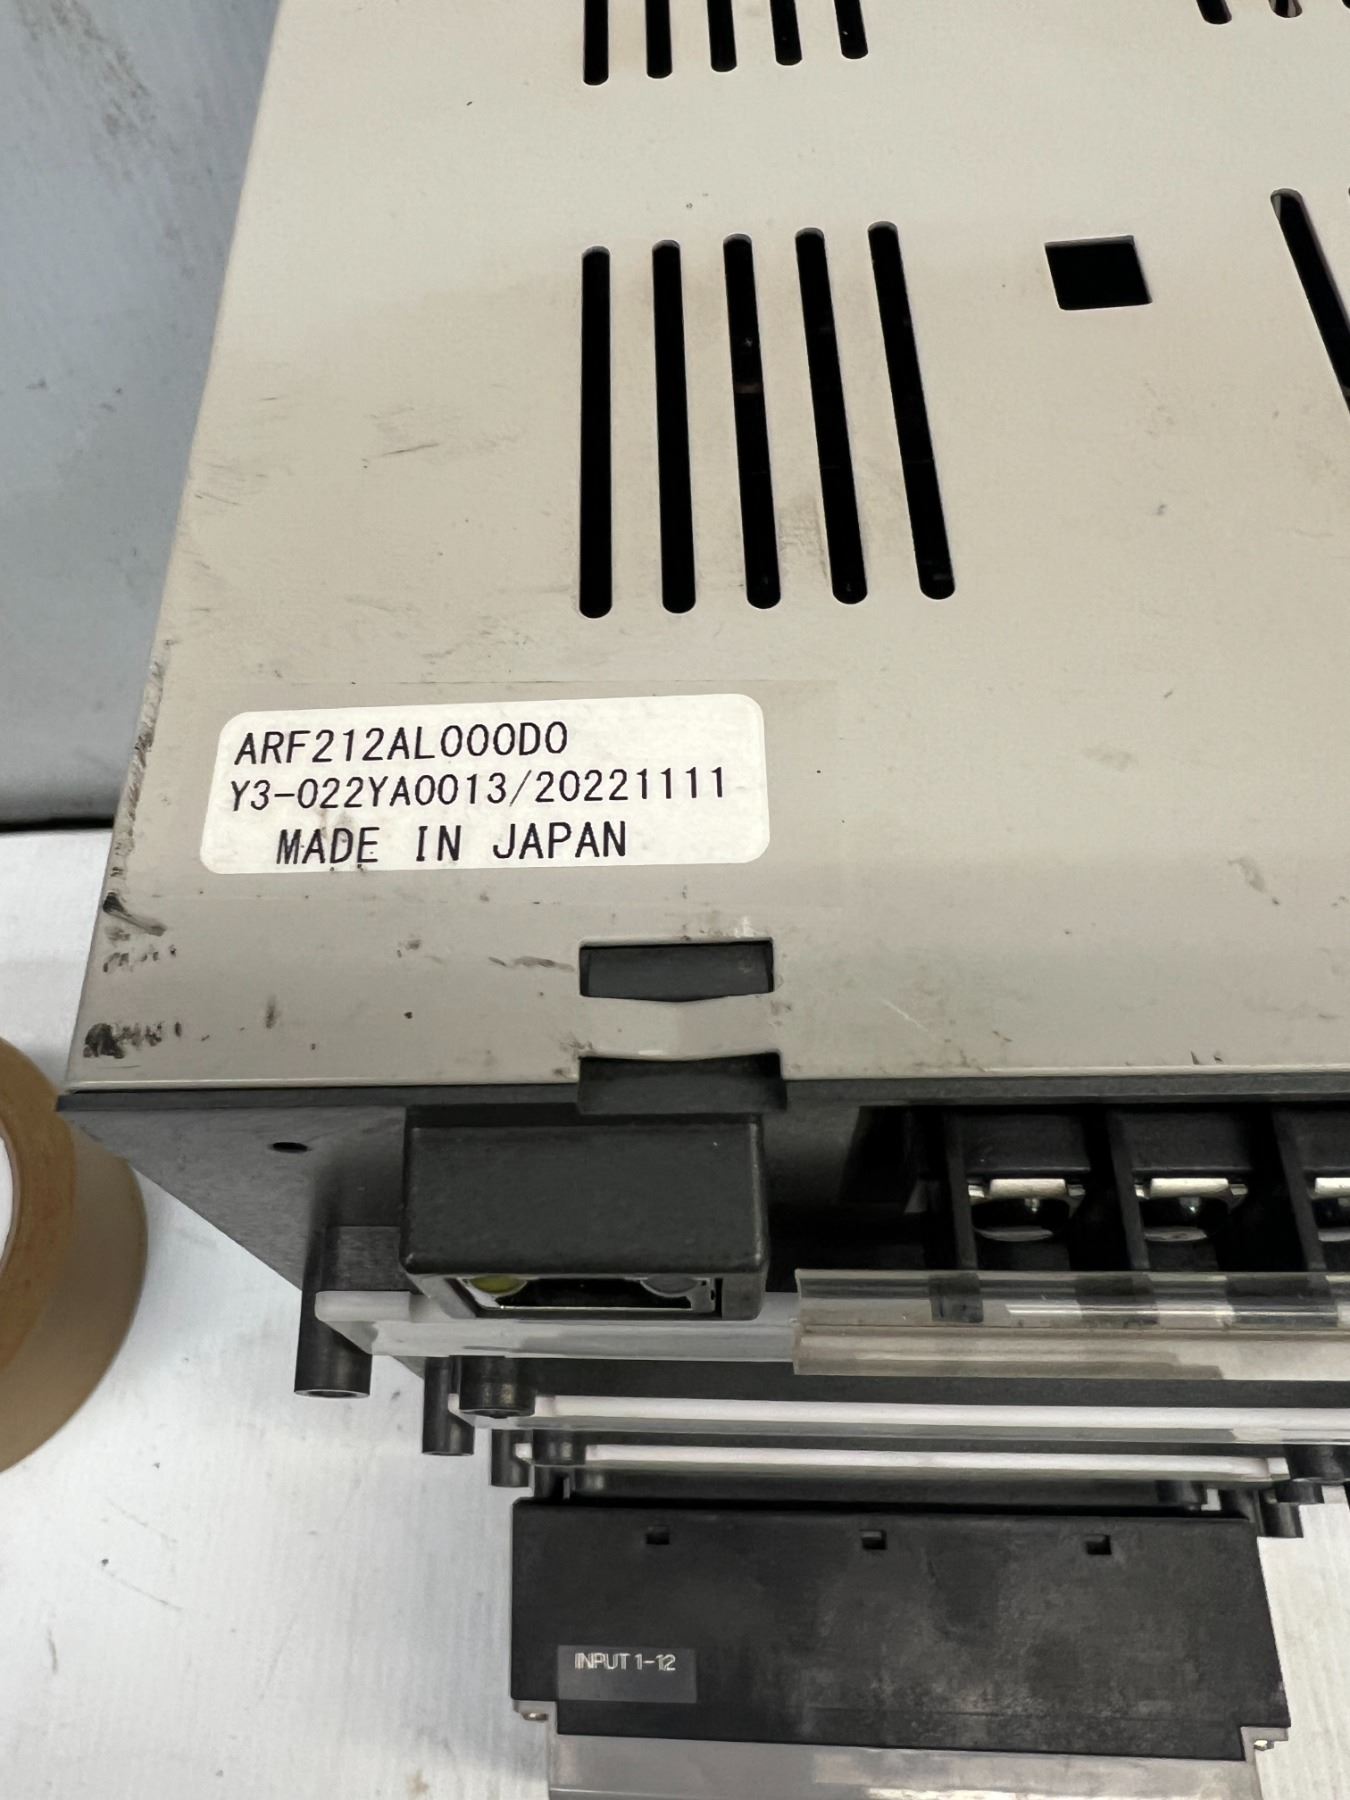 ARF212AL000D0
Y3-022YA0013/20221111
MADE IN JAPAN
INPUT 1-12